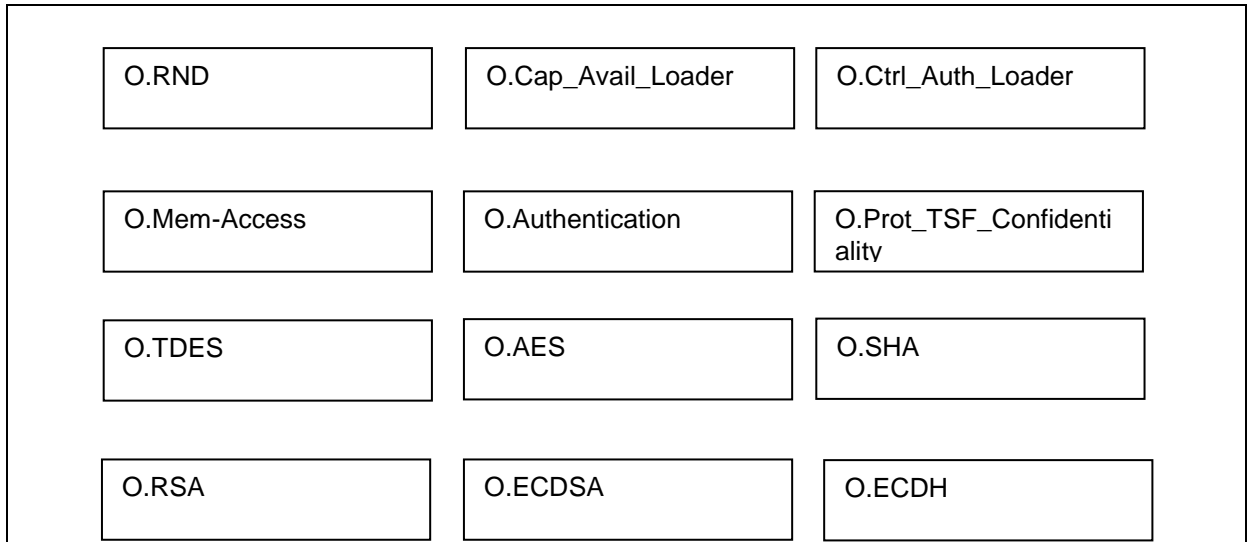 O.RND
O.Cap_Avail_Loader
O.Ctrl_Auth_Loader
O.Mem-Access
O.Authentication
O.Prot_TSF_Confidenti
ality
O.TDES
O.AES
O.SHA
O.RSA
O.ECDSA
O.ECDH